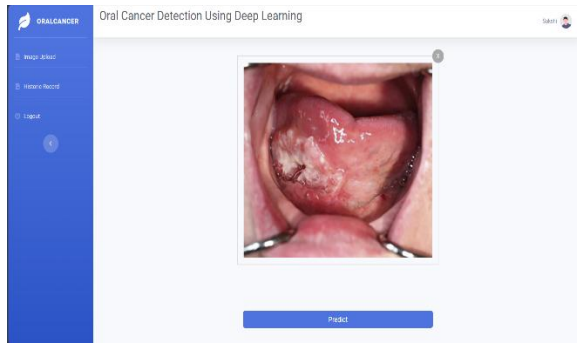 ORALCANCER
Oral Cancer Detection Using Deep Learning
Image Upload
Historic Record
Logout
Predict